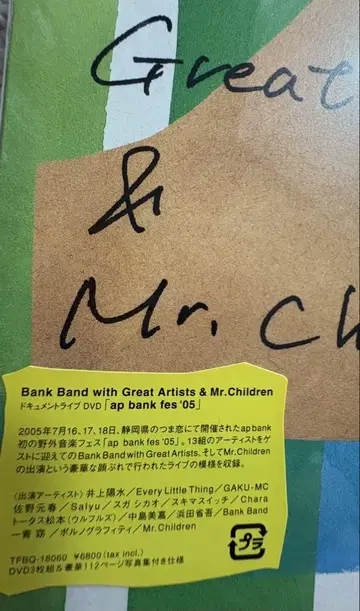 Great
&
Mr. Ch
Bank Band with Great Artists & Mr.Children
ドキュメントライブ DVD「ap bank fes '05」
2005年7月16、17、18日、静岡県のつま恋にて開催されたap bank
初の野外音楽フェス「ap bank fes '05」。13組のアーティストをゲ
ストに迎えてのBank Band with Great Artists、そしてMr.Children
の出演という豪華な顔ぶれで行われたライブの模様を収録。
〈出演アーティスト〉井上陽水/Every Little Thing/GAKU-MC
佐野元春/Salyu/スガ シカオ/スキマスイッチ/Chara
トータス松本(ウルフルズ)/中島美嘉/浜田省吾/Bank Band
一青 窈/ポルノグラフィティ/Mr.Children
TFBQ-18060 ¥6800(tax incl.)
DVD3枚組&豪華112ページ写真集付き仕様
プラ